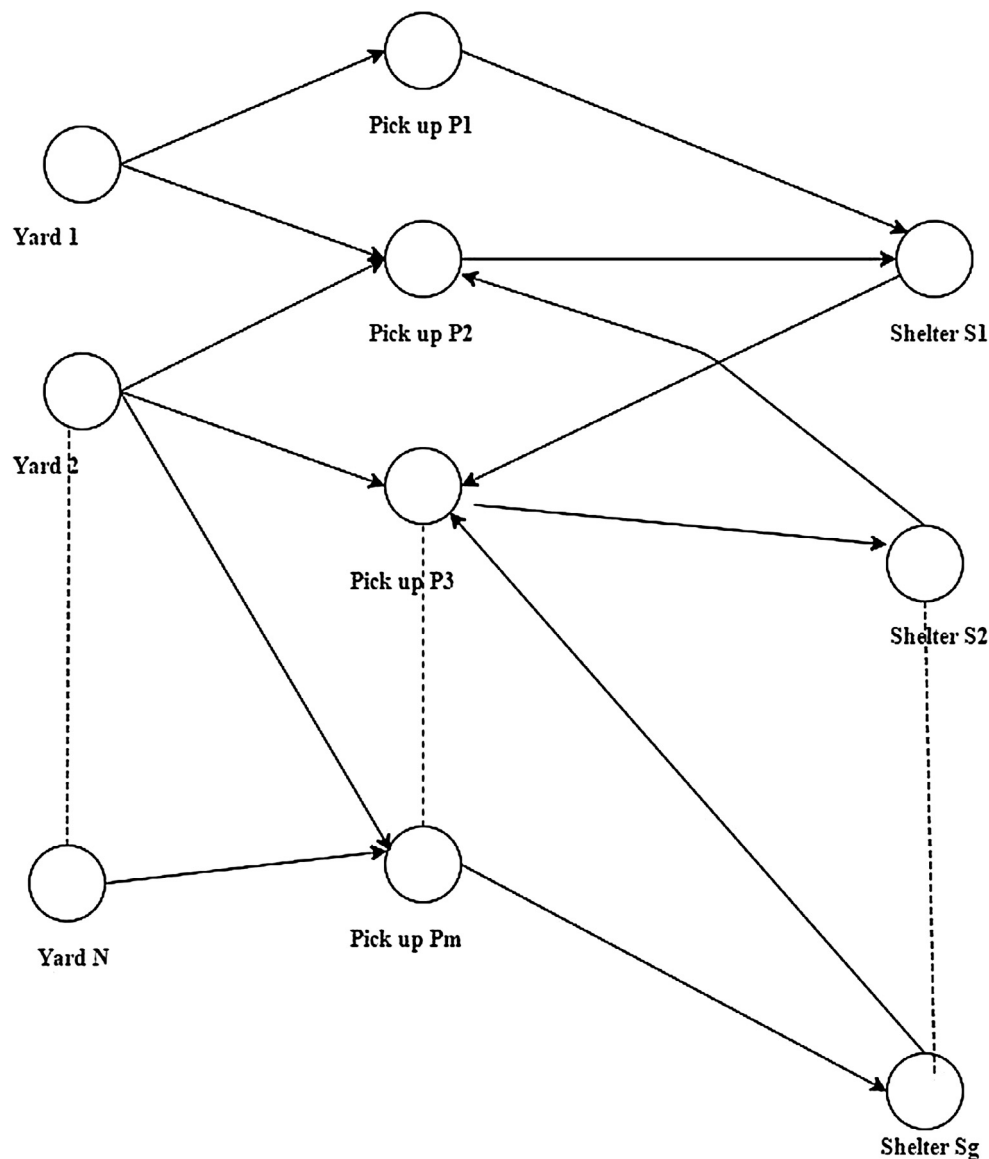 Pick up P1
Yard 1
Pick up P2
Shelter S1
Yard 2
Pick up P3
Shelter S2
Pick up Pm
Yard N
Shelter Sg